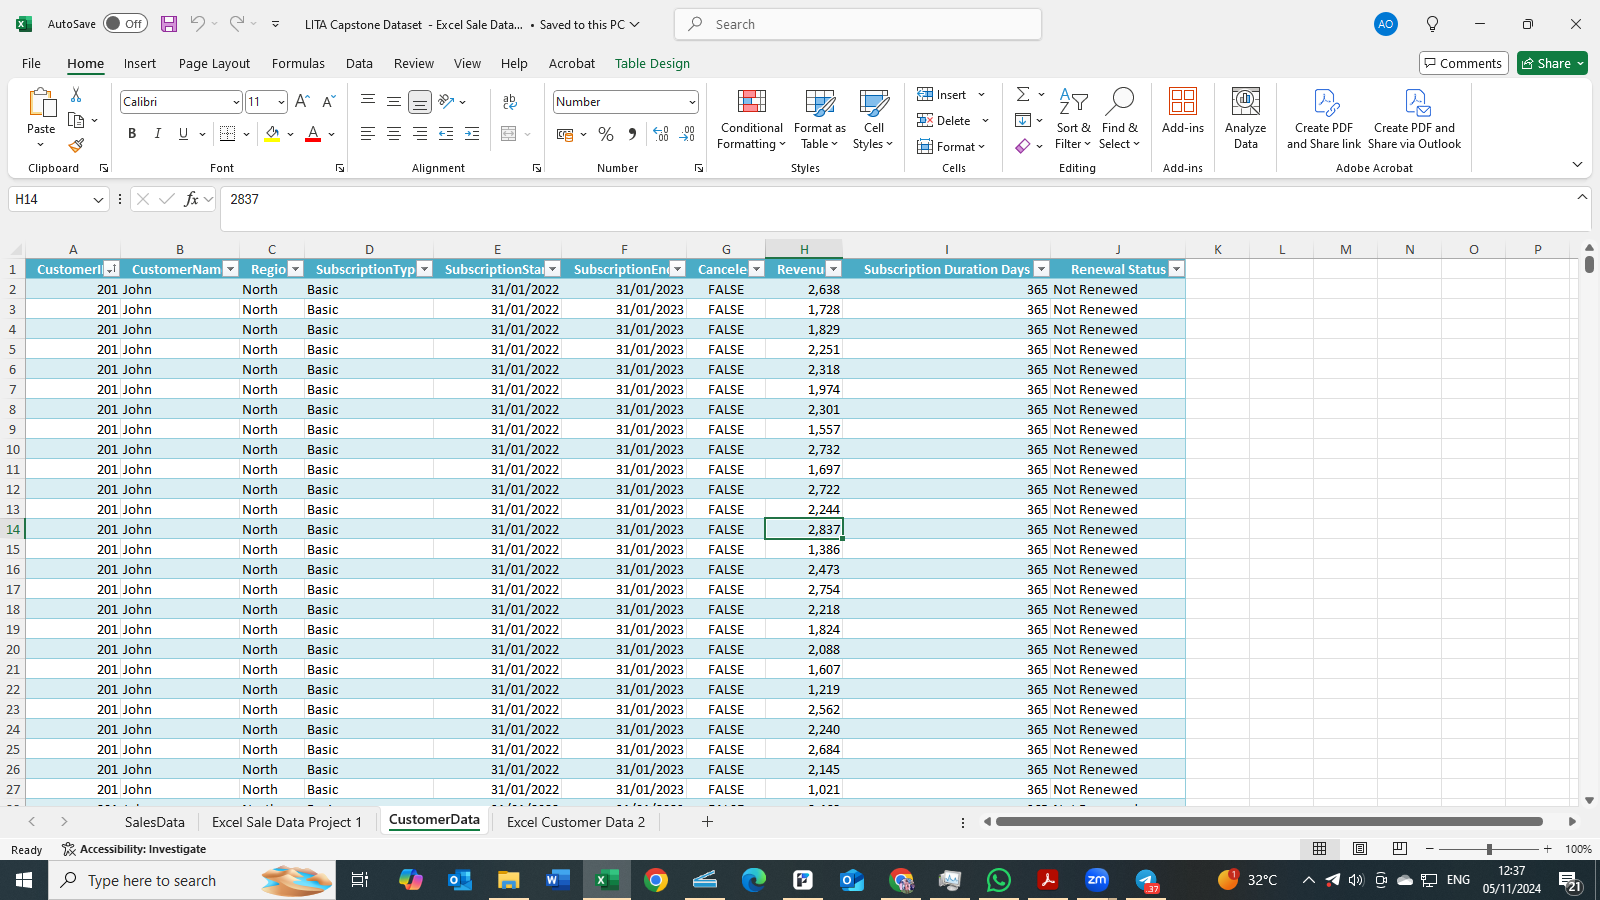 AutoSave Off LITA Capstone Dataset - Excel Sale Data... • Saved to this PC Search AO
File Home Insert Page Layout Formulas Data Review View Help Acrobat Table Design Comments Share
Paste Calibri 11 Number Conditional Formatting Format as Table Cell Styles Insert Delete Format Sort & Filter Find & Select Add-ins Analyze Data Create PDF and Share link Create PDF and Share via Outlook
Clipboard Font Alignment Number Styles Cells Editing Add-ins Adobe Acrobat
H14 fx 2837
A B C D E F G H I J K L M N O P
1 CustomerI CustomerNam Regio SubscriptionTyp SubscriptionStar SubscriptionEnd Cancele Revenu Subscription Duration Days Renewal Status
2 201 John North Basic 31/01/2022 31/01/2023 FALSE 2,638 365 Not Renewed
3 201 John North Basic 31/01/2022 31/01/2023 FALSE 1,728 365 Not Renewed
4 201 John North Basic 31/01/2022 31/01/2023 FALSE 1,829 365 Not Renewed
5 201 John North Basic 31/01/2022 31/01/2023 FALSE 2,251 365 Not Renewed
6 201 John North Basic 31/01/2022 31/01/2023 FALSE 2,318 365 Not Renewed
7 201 John North Basic 31/01/2022 31/01/2023 FALSE 1,974 365 Not Renewed
8 201 John North Basic 31/01/2022 31/01/2023 FALSE 2,301 365 Not Renewed
9 201 John North Basic 31/01/2022 31/01/2023 FALSE 1,557 365 Not Renewed
10 201 John North Basic 31/01/2022 31/01/2023 FALSE 2,732 365 Not Renewed
11 201 John North Basic 31/01/2022 31/01/2023 FALSE 1,697 365 Not Renewed
12 201 John North Basic 31/01/2022 31/01/2023 FALSE 2,722 365 Not Renewed
13 201 John North Basic 31/01/2022 31/01/2023 FALSE 2,244 365 Not Renewed
14 201 John North Basic 31/01/2022 31/01/2023 FALSE 2,837 365 Not Renewed
15 201 John North Basic 31/01/2022 31/01/2023 FALSE 1,386 365 Not Renewed
16 201 John North Basic 31/01/2022 31/01/2023 FALSE 2,473 365 Not Renewed
17 201 John North Basic 31/01/2022 31/01/2023 FALSE 2,754 365 Not Renewed
18 201 John North Basic 31/01/2022 31/01/2023 FALSE 2,218 365 Not Renewed
19 201 John North Basic 31/01/2022 31/01/2023 FALSE 1,824 365 Not Renewed
20 201 John North Basic 31/01/2022 31/01/2023 FALSE 2,088 365 Not Renewed
21 201 John North Basic 31/01/2022 31/01/2023 FALSE 1,607 365 Not Renewed
22 201 John North Basic 31/01/2022 31/01/2023 FALSE 1,219 365 Not Renewed
23 201 John North Basic 31/01/2022 31/01/2023 FALSE 2,562 365 Not Renewed
24 201 John North Basic 31/01/2022 31/01/2023 FALSE 2,240 365 Not Renewed
25 201 John North Basic 31/01/2022 31/01/2023 FALSE 2,684 365 Not Renewed
26 201 John North Basic 31/01/2022 31/01/2023 FALSE 2,145 365 Not Renewed
27 201 John North Basic 31/01/2022 31/01/2023 FALSE 1,021 365 Not Renewed
SalesData Excel Sale Data Project 1 CustomerData Excel Customer Data 2
Ready Accessibility: Investigate 100%
Type here to search zm 37 1 32°C ENG 12:37 05/11/2024 21